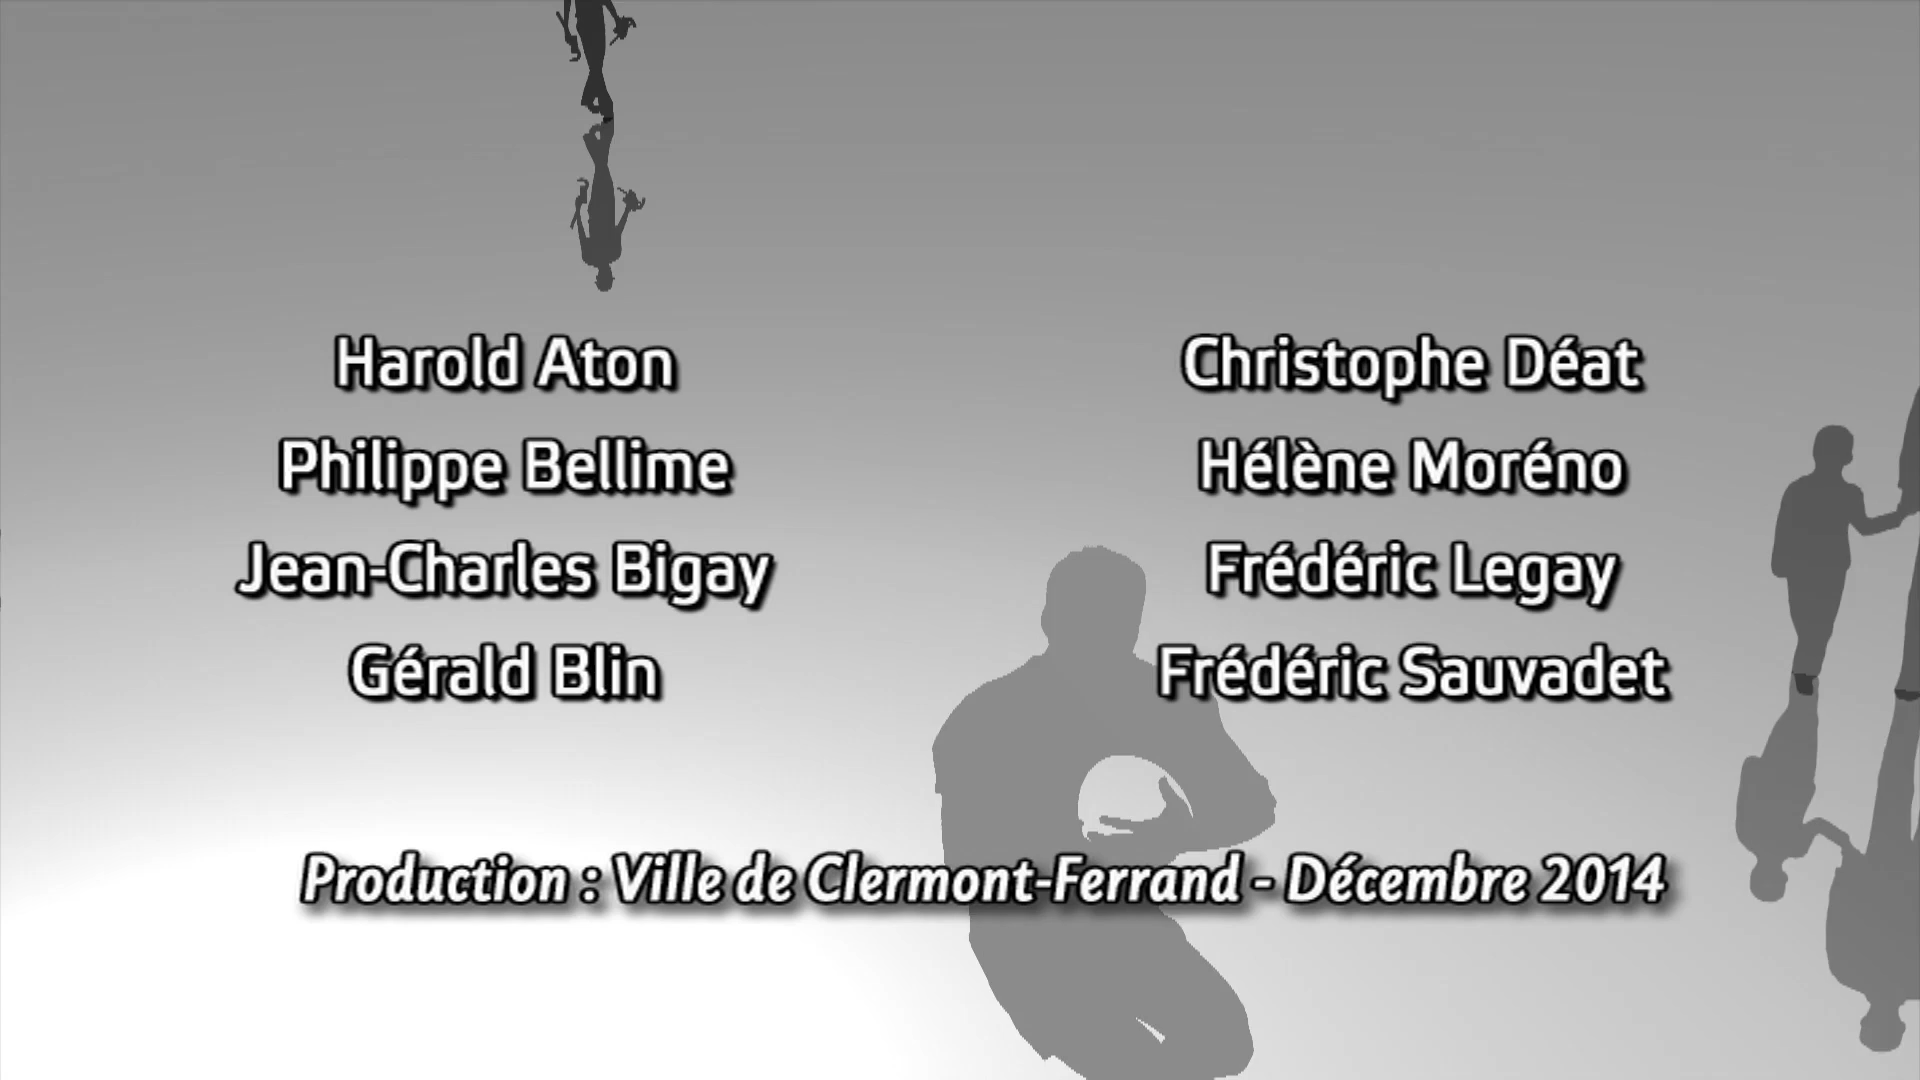 Harold Aton
Philippe Bellime
Jean-Charles Bigay
Gérald Blin
Christophe Déat
Hélène Moréno
Frédéric Legay
Frédéric Sauvadet
Production : Ville de Clermont-Ferrand - Décembre 2014